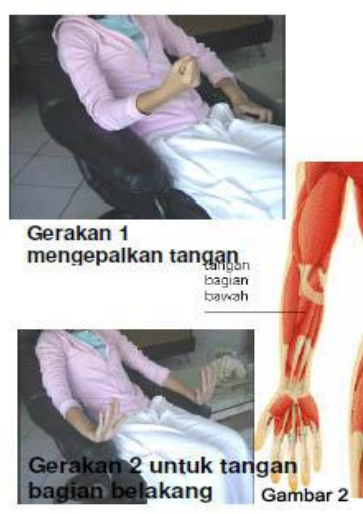 Gerakan 1
mengepalkan tangan
tangan
bagian
bawah
Gerakan 2 untuk tangan
bagian belakang
Gambar 2